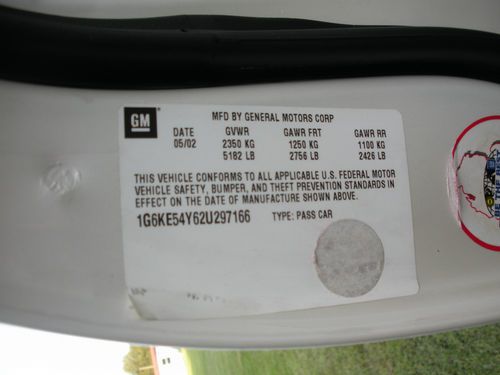 GM
MFD BY GENERAL MOTORS CORP
DATE GVWR GAWR FRT GAWR RR
05/02 2350 KG 1250 KG 1100 KG
5182 LB 2756 LB 2426 LB
THIS VEHICLE CONFORMS TO ALL APPLICABLE U.S. FEDERAL MOTOR
VEHICLE SAFETY, BUMPER, AND THEFT PREVENTION STANDARDS IN
EFFECT ON THE DATE OF MANUFACTURE SHOWN ABOVE.
1G6KE54Y62U297166 TYPE: PASS CAR